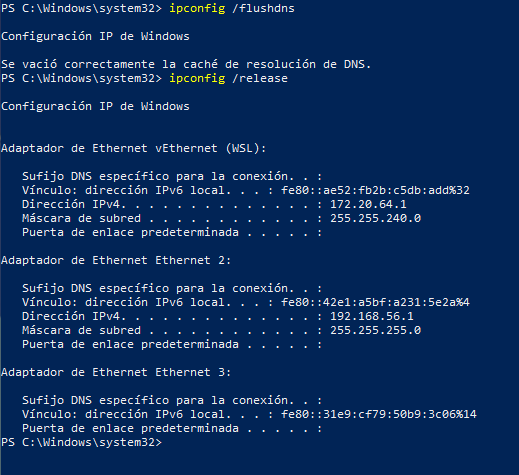 PS C:\Windows\system32> ipconfig /flushdns
Configuración IP de Windows
Se vació correctamente la caché de resolución de DNS.
PS C:\Windows\system32> ipconfig /release
Configuración IP de Windows
Adaptador de Ethernet vEthernet (WSL):
Sufijo DNS específico para la conexión. . :
Vínculo: dirección IPv6 local. . . : fe80::ae52:fb2b:c5db:add%32
Dirección IPv4. . . . . . . . . . . . . . : 172.20.64.1
Máscara de subred . . . . . . . . . . . . : 255.255.240.0
Puerta de enlace predeterminada . . . . . :
Adaptador de Ethernet Ethernet 2:
Sufijo DNS específico para la conexión. . :
Vínculo: dirección IPv6 local. . . : fe80::42e1:a5bf:a231:5e2a%4
Dirección IPv4. . . . . . . . . . . . . . : 192.168.56.1
Máscara de subred . . . . . . . . . . . . : 255.255.255.0
Puerta de enlace predeterminada . . . . . :
Adaptador de Ethernet Ethernet 3:
Sufijo DNS específico para la conexión. . :
Vínculo: dirección IPv6 local. . . : fe80::31e9:cf79:50b9:3c06%14
Puerta de enlace predeterminada . . . . . :
PS C:\Windows\system32>